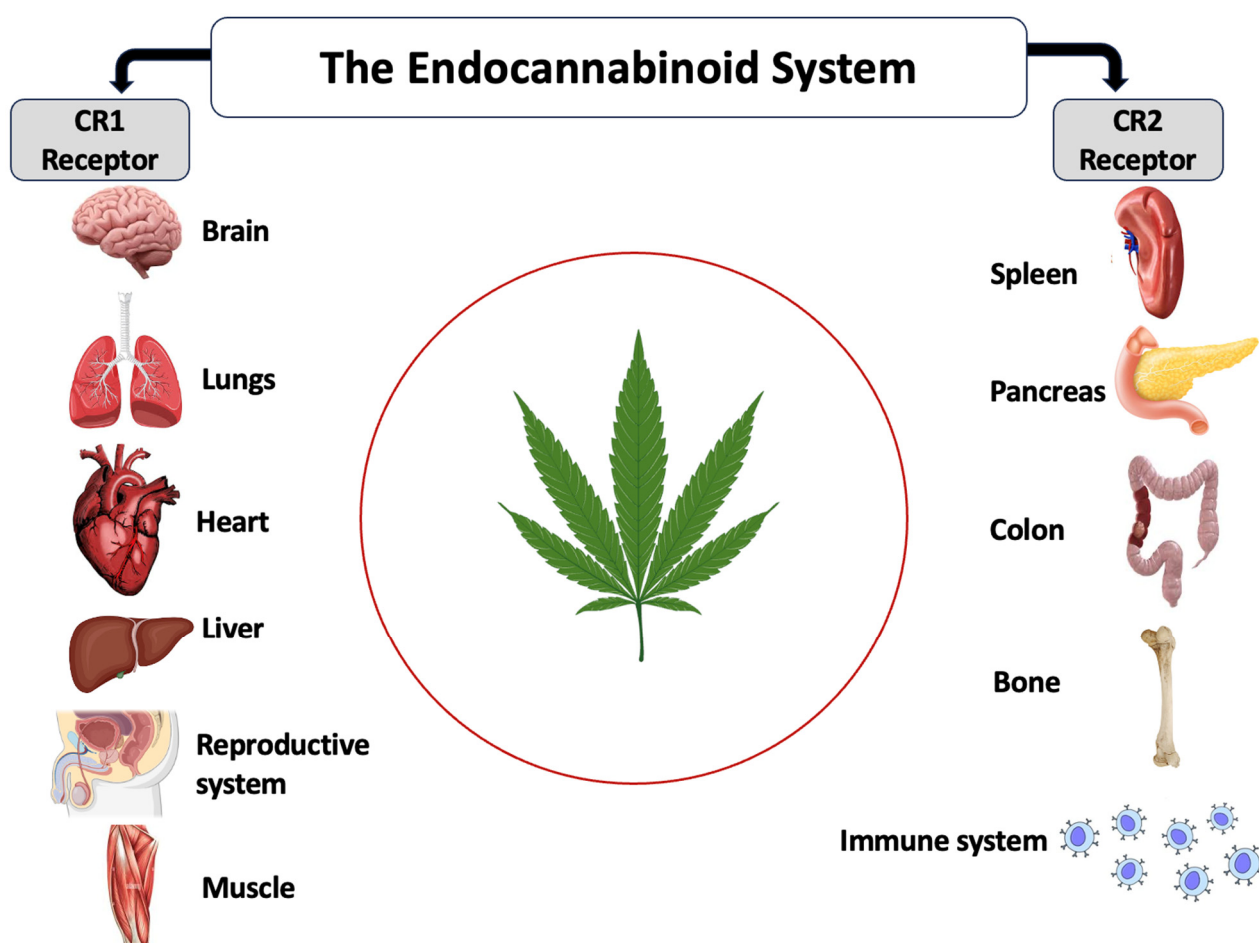 The Endocannabinoid System
CR1
Receptor
Brain
Lungs
Heart
Liver
Reproductive
system
Muscle
CR2
Receptor
Spleen
Pancreas
Colon
Bone
Immune system